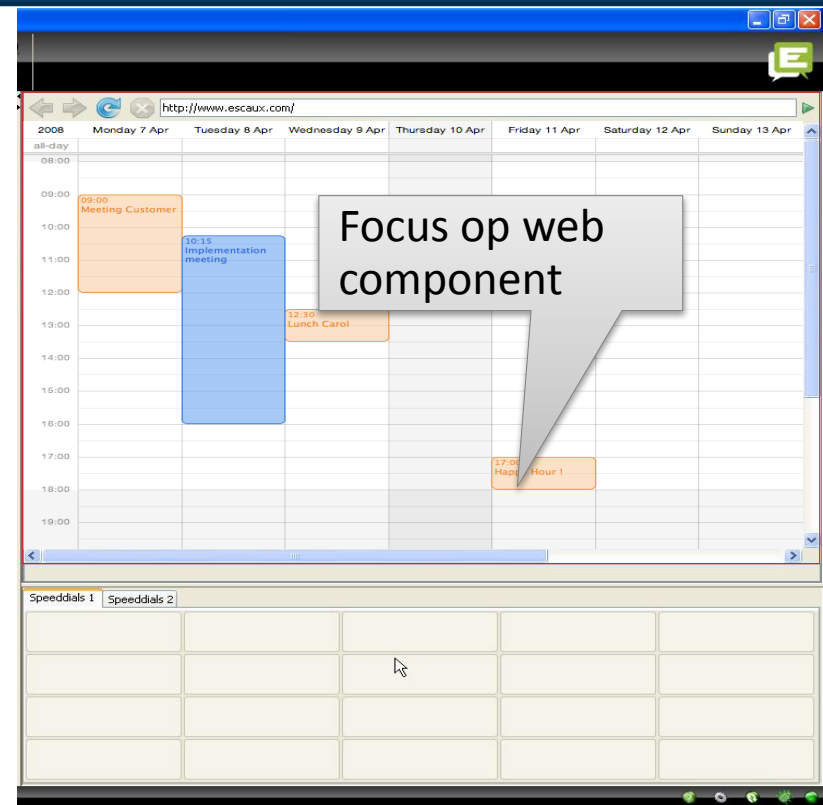 http://www.escaux.com/
2008 Monday 7 Apr Tuesday 8 Apr Wednesday 9 Apr Thursday 10 Apr Friday 11 Apr Saturday 12 Apr Sunday 13 Apr
all-day
08:00
09:00
09:00
Meeting Customer
10:00
10:15
Implementation
meeting
11:00
12:00
12:30
Lunch Carol
13:00
14:00
15:00
16:00
17:00
17:00
Hour !
18:00
19:00
Focus op web
component
Speeddials 1 Speeddials 2